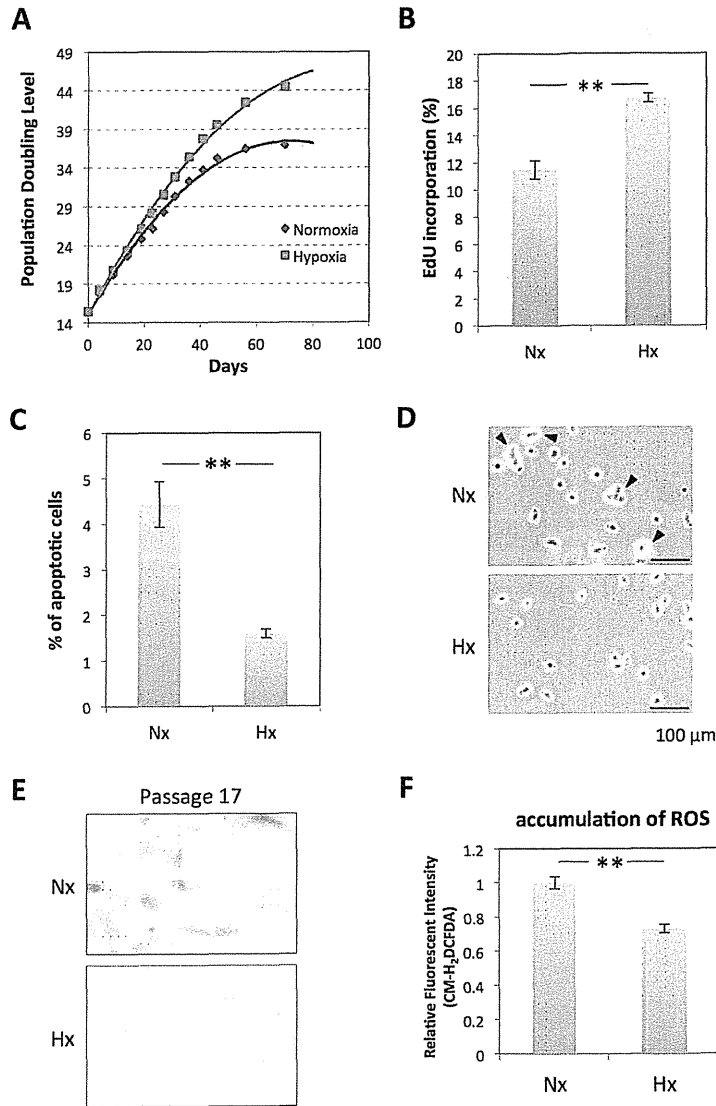 A
Population Doubling Level
49
44
39
34
29
24
19
14
0
20
40
60
80
100
Days
Normoxia
Hypoxia
B
EdU incorporation (%)
20
18
16
14
12
10
8
6
4
2
0
**
Nx
Hx
C
% of apoptotic cells
6
5
4
3
2
1
0
**
Nx
Hx
D
Nx
Hx
100 µm
E
Passage 17
Nx
Hx
F
accumulation of ROS
Relative Fluorescent Intensity
(CM-H₂DCFDA)
1.2
1
0.8
0.6
0.4
0.2
0
**
Nx
Hx